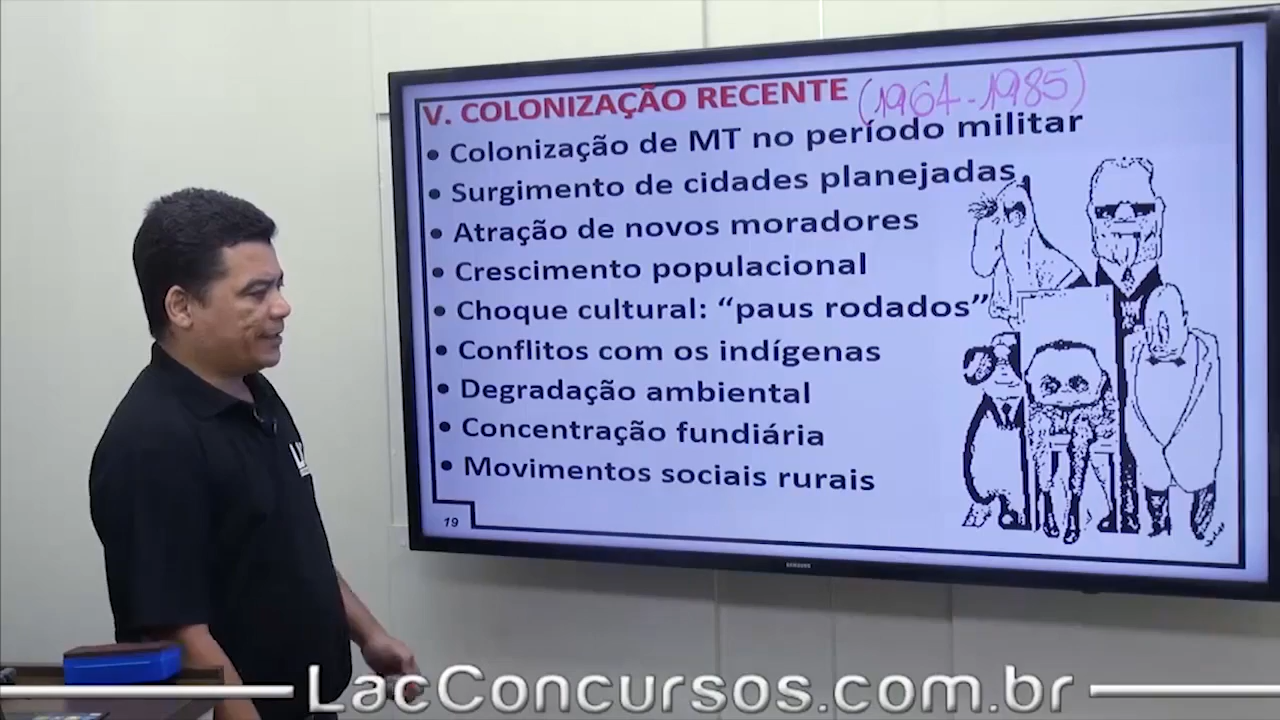 V. COLONIZAÇÃO RECENTE (1964-1985)
• Colonização de MT no período militar
• Surgimento de cidades planejadas
• Atração de novos moradores
• Crescimento populacional
• Choque cultural: “paus rodados”
• Conflitos com os indígenas
• Degradação ambiental
• Concentração fundiária
• Movimentos sociais rurais
19
SAMSUNG
LacConcursos.com.br